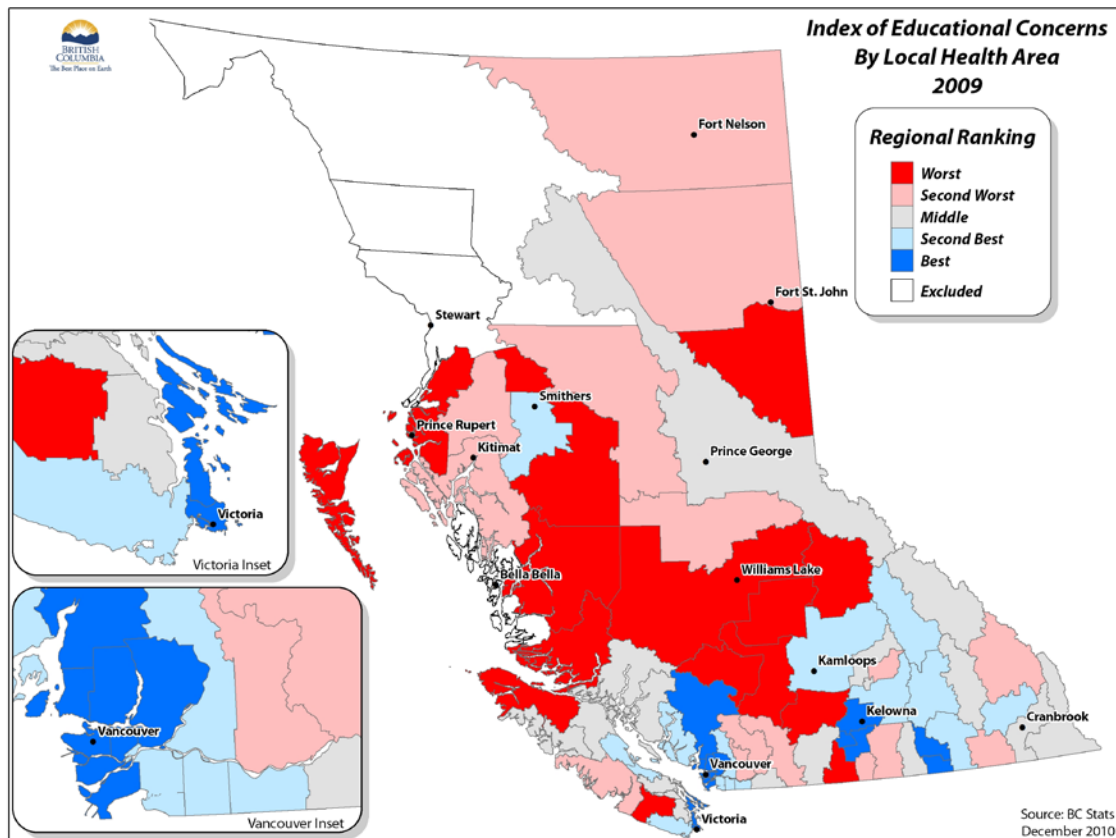 BRITISH
COLUMBIA
The Best Place on Earth
Index of Educational Concerns
By Local Health Area
2009
Regional Ranking
Worst
Second Worst
Middle
Second Best
Best
Excluded
Fort Nelson
Fort St. John
Stewart
Smithers
Prince Rupert
Kitimat
Prince George
Bella Bella
Williams Lake
Kamloops
Kelowna
Cranbrook
Vancouver
Victoria
Victoria
Victoria Inset
Vancouver
Vancouver Inset
Source: BC Stats
December 2010